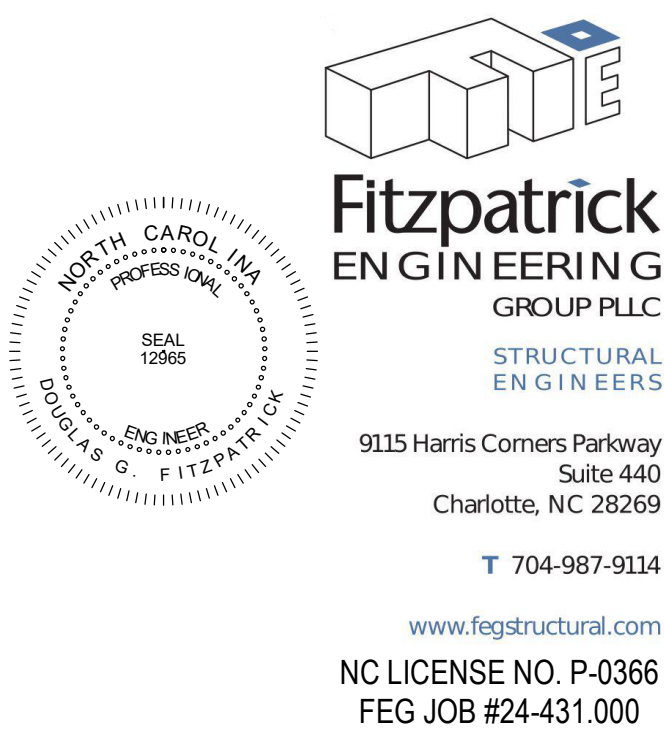 NORTH CAROLINA
PROFESSIONAL
SEAL
12965
ENGINEER
DOUGLAS G. FITZPATRICK
FE
Fitzpatrick
ENGINEERING
GROUP PLLC
STRUCTURAL
ENGINEERS
9115 Harris Corners Parkway
Suite 440
Charlotte, NC 28269
T 704-987-9114
www.fegstructural.com
NC LICENSE NO. P-0366
FEG JOB #24-431.000